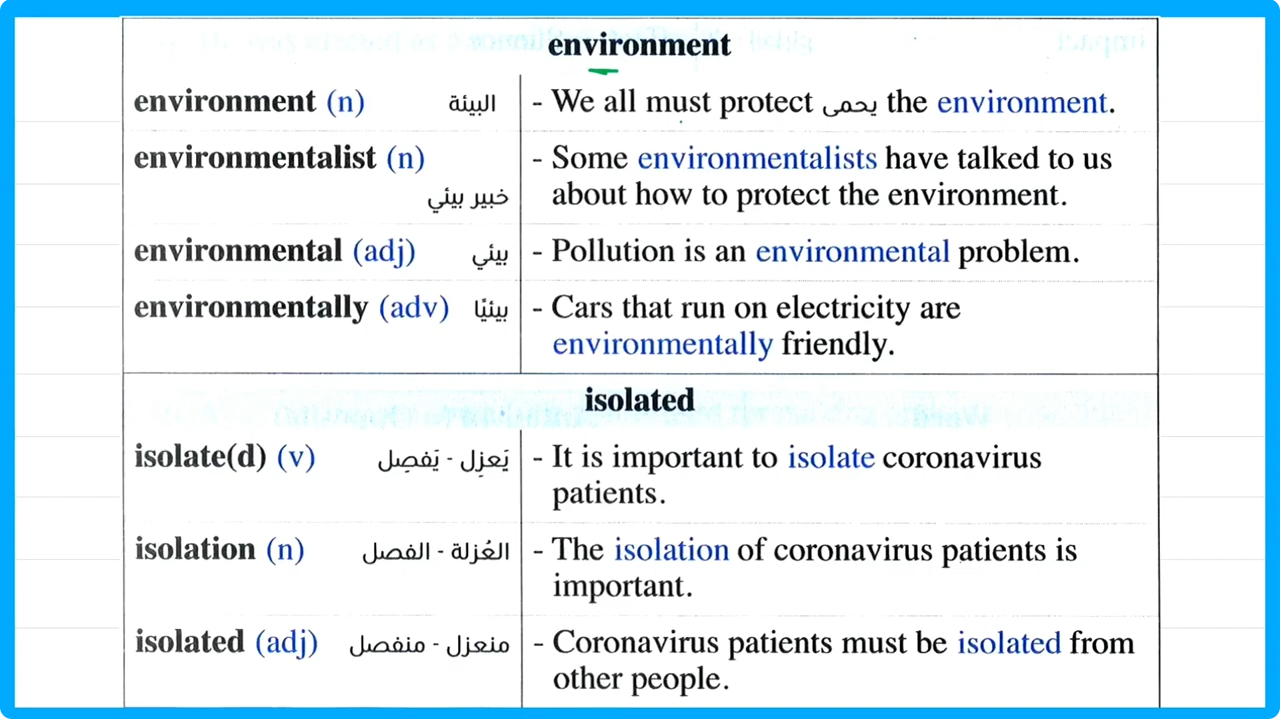 environment
environment (n) البيئة - We all must protect يحمى the environment.
environmentalist (n) - Some environmentalists have talked to us
خبير بيئي about how to protect the environment.
environmental (adj) بيئي - Pollution is an environmental problem.
environmentally (adv) بيئيًا - Cars that run on electricity are
environmentally friendly.
isolated
isolate(d) (v) يَعزِل - يَفصِل - It is important to isolate coronavirus
patients.
isolation (n) العُزلة - الفصل - The isolation of coronavirus patients is
important.
isolated (adj) منعزل - منفصل - Coronavirus patients must be isolated from
other people.